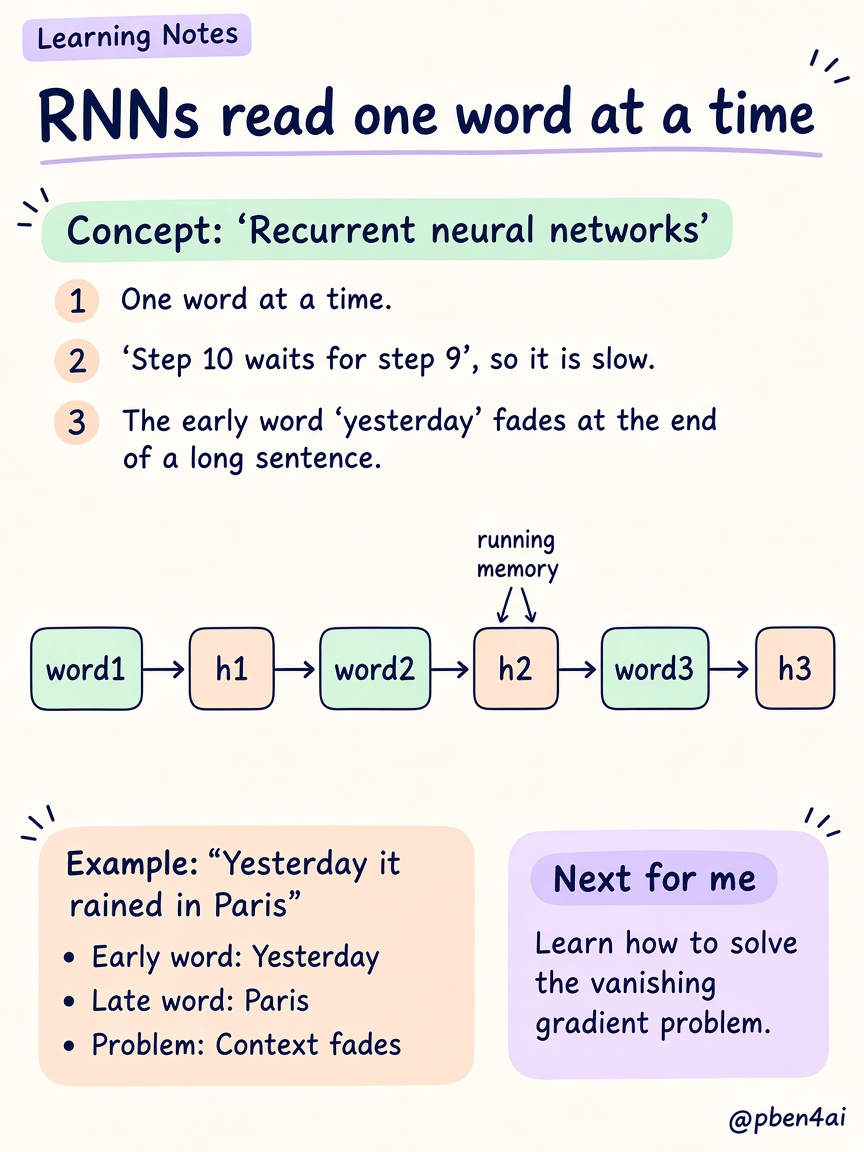 Learning Notes
RNNs read one word at a time
Concept: ‘Recurrent neural networks’
1 One word at a time.
2 ‘Step 10 waits for step 9’, so it is slow.
3 The early word ‘yesterday’ fades at the end
of a long sentence.
running
memory
word1 h1 word2 h2 word3 h3
Example: “Yesterday it
rained in Paris”
• Early word: Yesterday
• Late word: Paris
• Problem: Context fades
Next for me
Learn how to solve
the vanishing
gradient problem.
@pben4ai